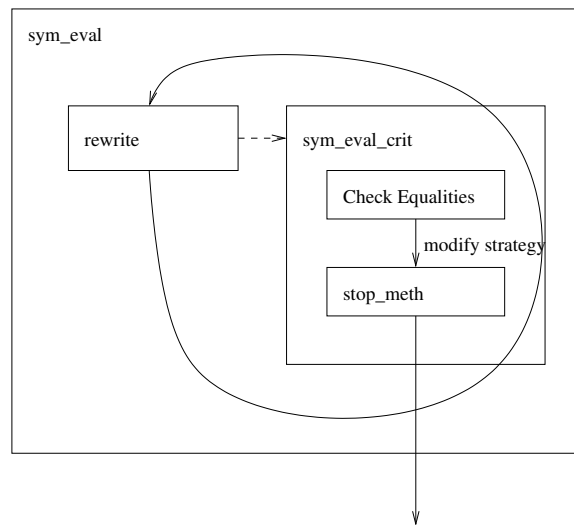 sym_eval
rewrite
sym_eval_crit
Check Equalities
modify strategy
stop_meth